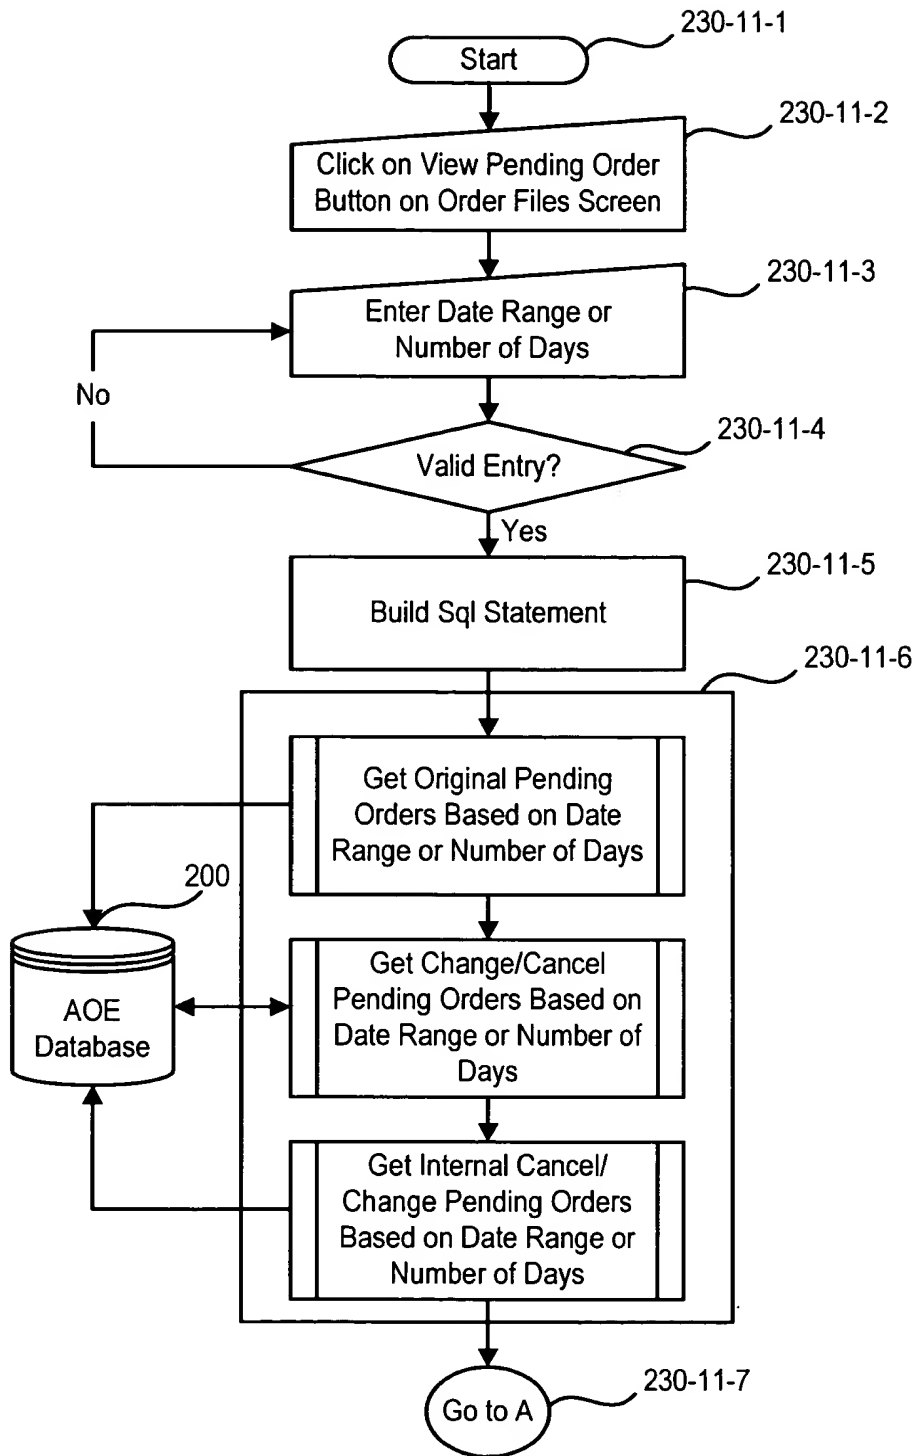 230-11-1
Start
230-11-2
Click on View Pending Order
Button on Order Files Screen
230-11-3
Enter Date Range or
Number of Days
No
230-11-4
Valid Entry?
Yes
230-11-5
Build Sql Statement
230-11-6
Get Original Pending
Orders Based on Date
Range or Number of Days
200
AOE
Database
Get Change/Cancel
Pending Orders Based on
Date Range or Number of
Days
Get Internal Cancel/
Change Pending Orders
Based on Date Range or
Number of Days
230-11-7
Go to A